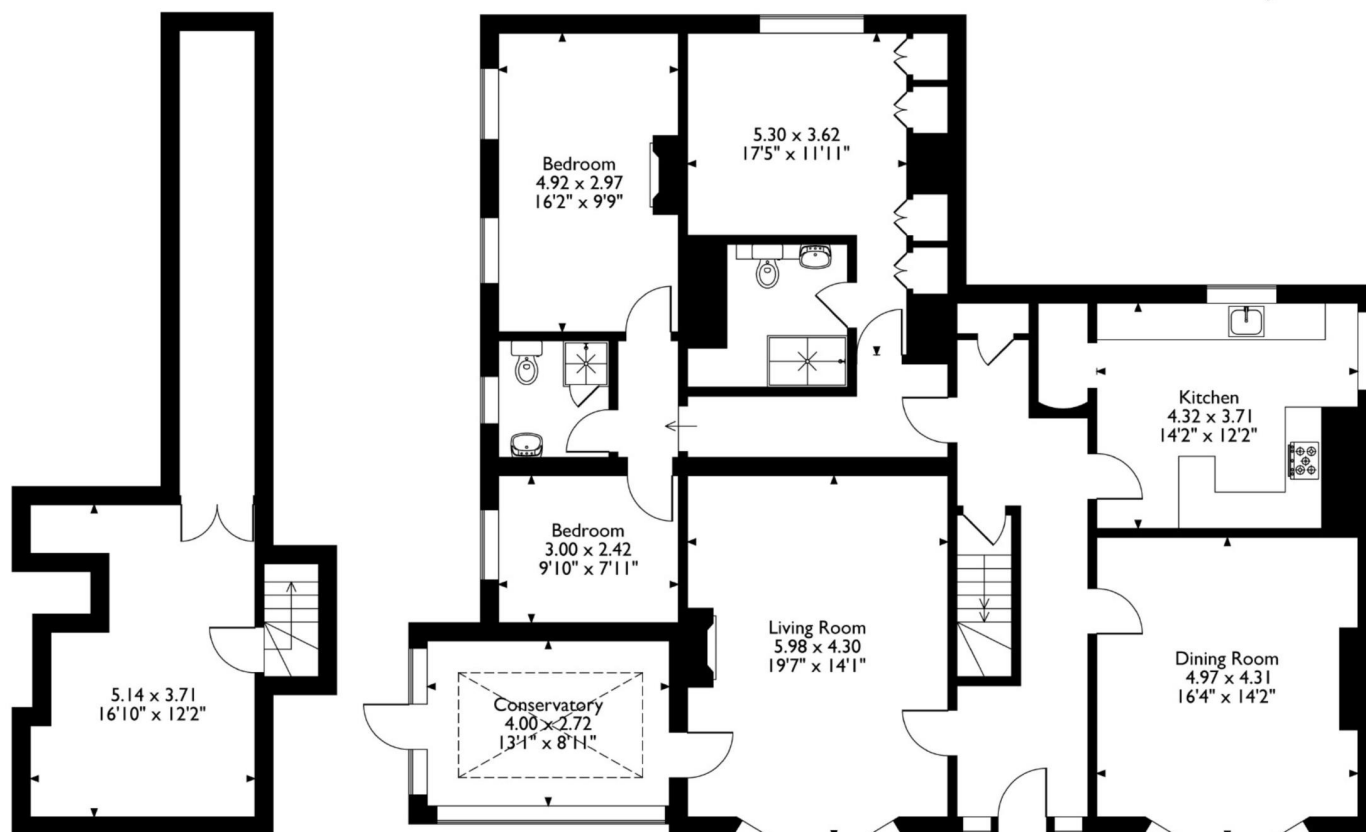 5.30 x 3.62
17'5" x 11'11"
Bedroom
4.92 x 2.97
16'2" x 9'9"
Kitchen
4.32 x 3.71
14'2" x 12'2"
Bedroom
3.00 x 2.42
9'10" x 7'11"
Living Room
5.98 x 4.30
19'7" x 14'1"
Dining Room
4.97 x 4.31
16'4" x 14'2"
5.14 x 3.71
16'10" x 12'2"
Conservatory
4.00 x 2.72
13'1" x 8'11"